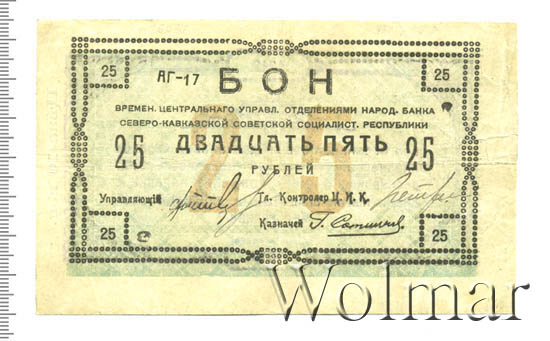 25 25
АГ-17 БОН
ВРЕМЕН. ЦЕНТРАЛЬНАГО УПРАВЛ. ОТДЕЛЕНИЯМИ НАРОД. БАНКА
СЕВЕРО-КАВКАЗСКОЙ СОВЕТСКОЙ СОЦИАЛИСТ. РЕСПУБЛИКИ
25 ДВАДЦАТЬ ПЯТЬ 25
РУБЛЕЙ
25
Управляющій Гл. Контролер Ц. И. К.
Казначей
25 25
Wolmar